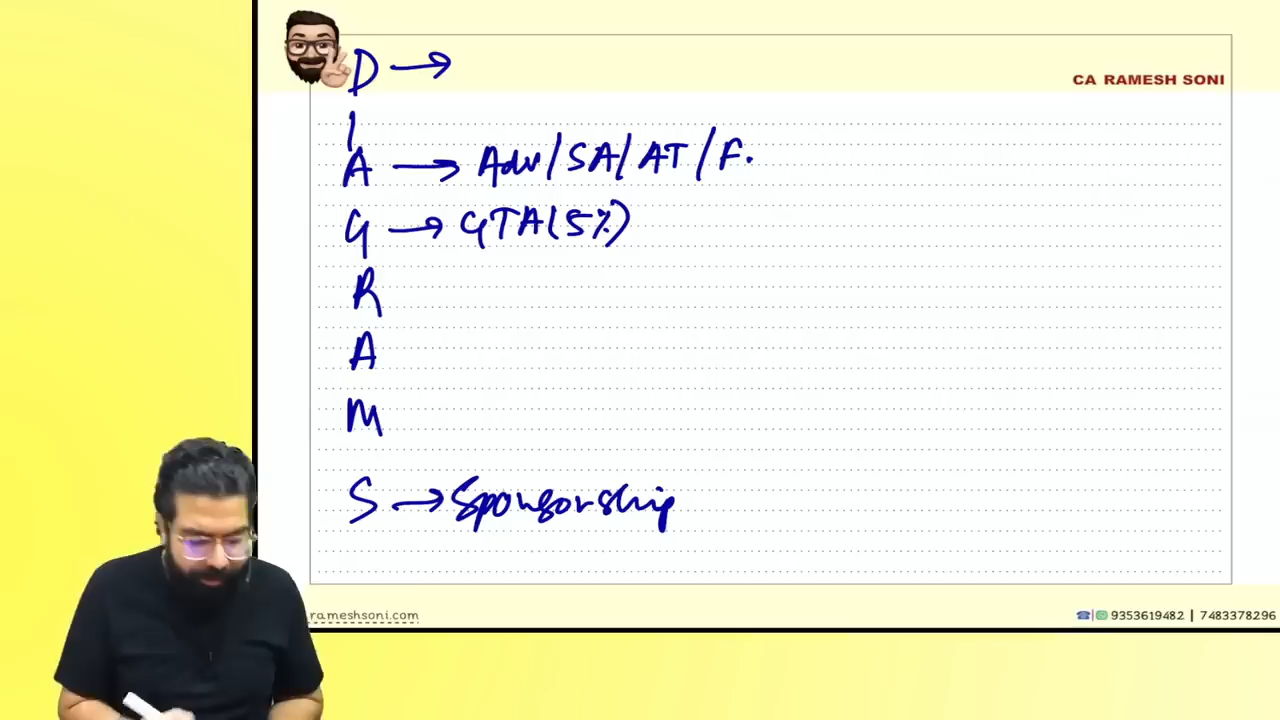 D →
CA RAMESH SONI
I
A → Adv/SA/AT/F.
G → GTA(5%)
R
A
M
S → Sponsorship
rameshsoni.com
9353619482 | 7483378296